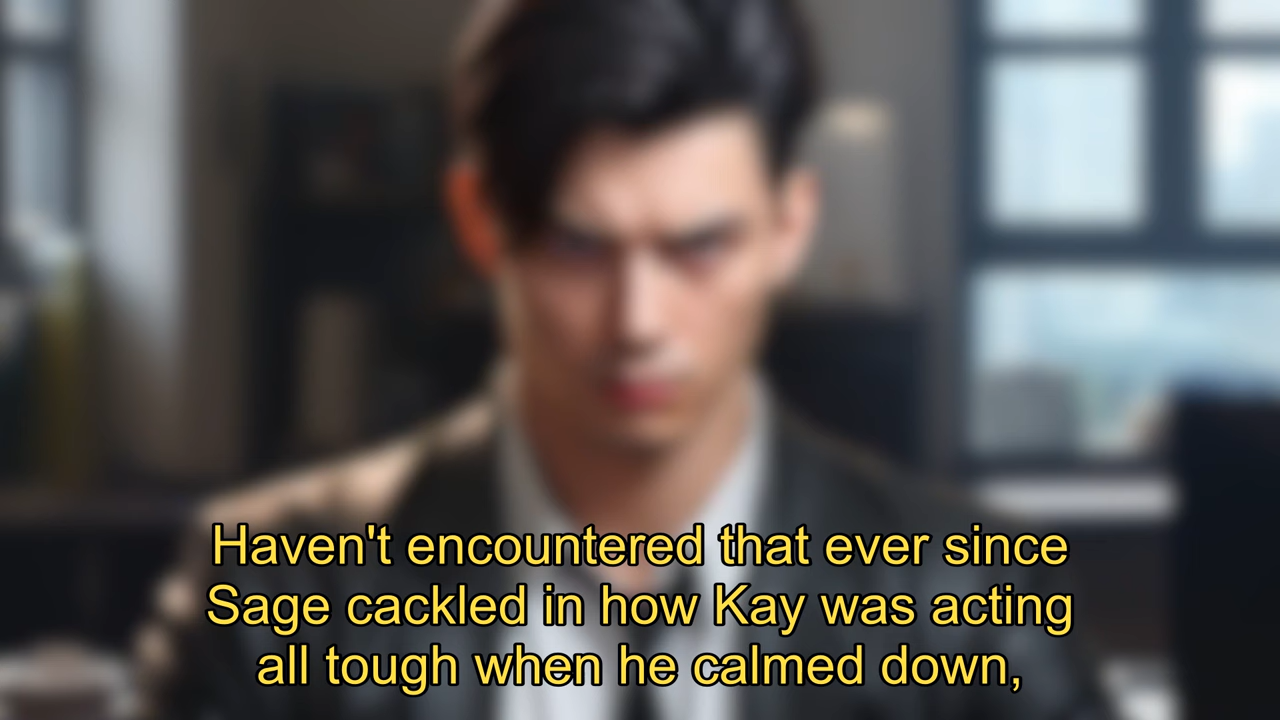 Haven't encountered that ever since
Sage cackled in how Kay was acting
all tough when he calmed down,